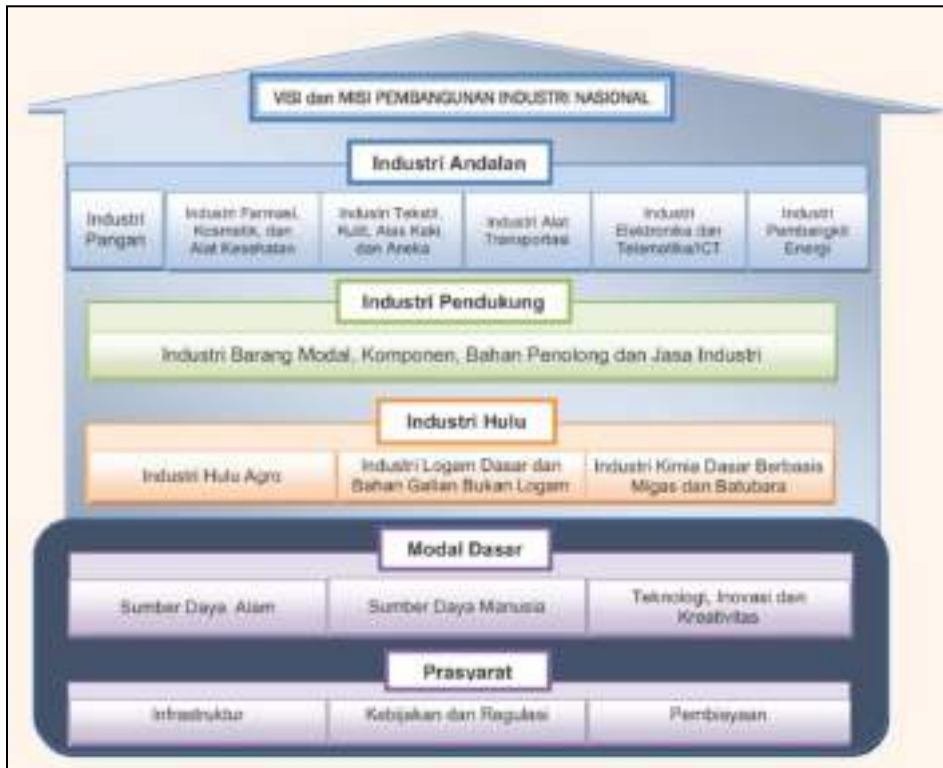 VISI dan MISI PEMBANGUNAN INDUSTRI NASIONAL
Industri Andalan
Industri
Pangan
Industri Farmasi,
Kosmetik, dan
Alat Kesehatan
Industri Tekstil,
Kulit, Alas Kaki
dan Aneka
Industri Alat
Transportasi
Industri
Elektronika dan
Telematika/ICT
Industri
Pembangkit
Energi
Industri Pendukung
Industri Barang Modal, Komponen, Bahan Penolong dan Jasa Industri
Industri Hulu
Industri Hulu Agro
Industri Logam Dasar dan
Bahan Galian Bukan Logam
Industri Kimia Dasar Berbasis
Migas dan Batubara
Modal Dasar
Sumber Daya Alam
Sumber Daya Manusia
Teknologi, Inovasi dan
Kreativitas
Prasyarat
Infrastruktur
Kebijakan dan Regulasi
Pembiayaan